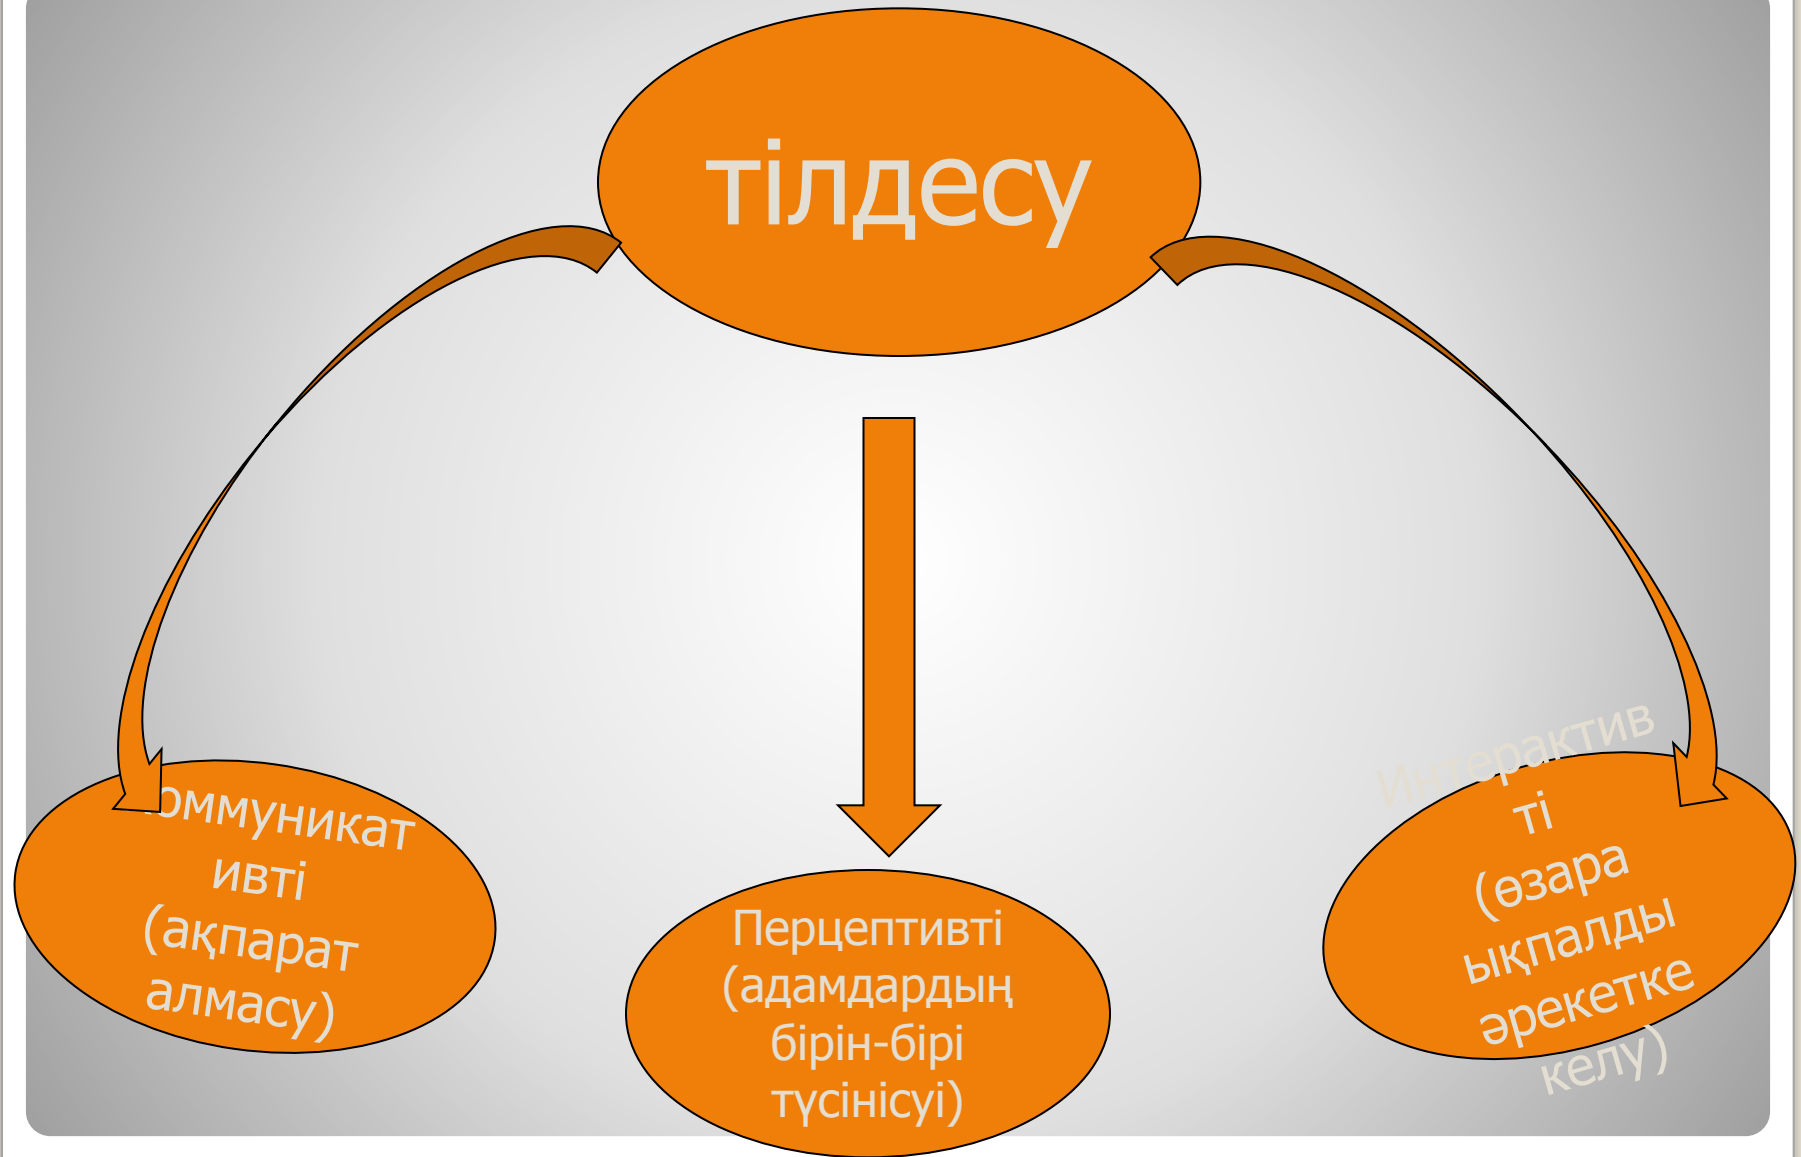 тілдесу
оммуникат
ивті
(ақпарат
алмасу)
Перцептивті
(адамдардың
бірін-бірі
түсінісуі)
Интерактив
ті
(өзара
ықпалды
әрекетке
келу)